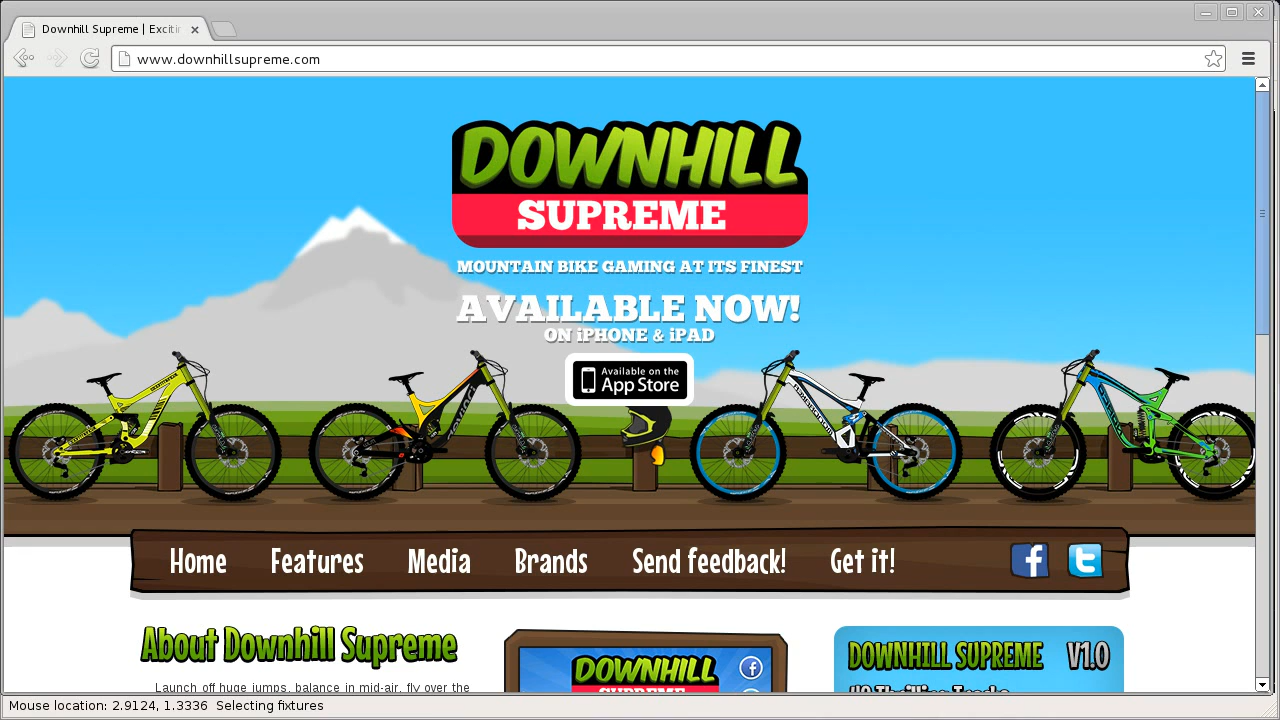 Downhill Supreme | Excitin
www.downhillsupreme.com
DOWNHILL
SUPREME
MOUNTAIN BIKE GAMING AT ITS FINEST
AVAILABLE NOW!
ON iPHONE & iPAD
Available on the
App Store
Home Features Media Brands Send feedback! Get it!
About Downhill Supreme
Launch off huge jumps, balance in mid-air, fly over the
DOWNHILL
SUPREME
DOWNHILL SUPREME V1.0
Mouse location: 2.9124, 1.3336 Selecting fixtures